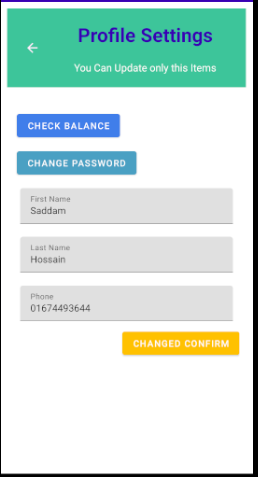 Profile Settings
You Can Update only this Items
CHECK BALANCE
CHANGE PASSWORD
First Name
Saddam
Last Name
Hossain
Phone
01674493644
CHANGED CONFIRM